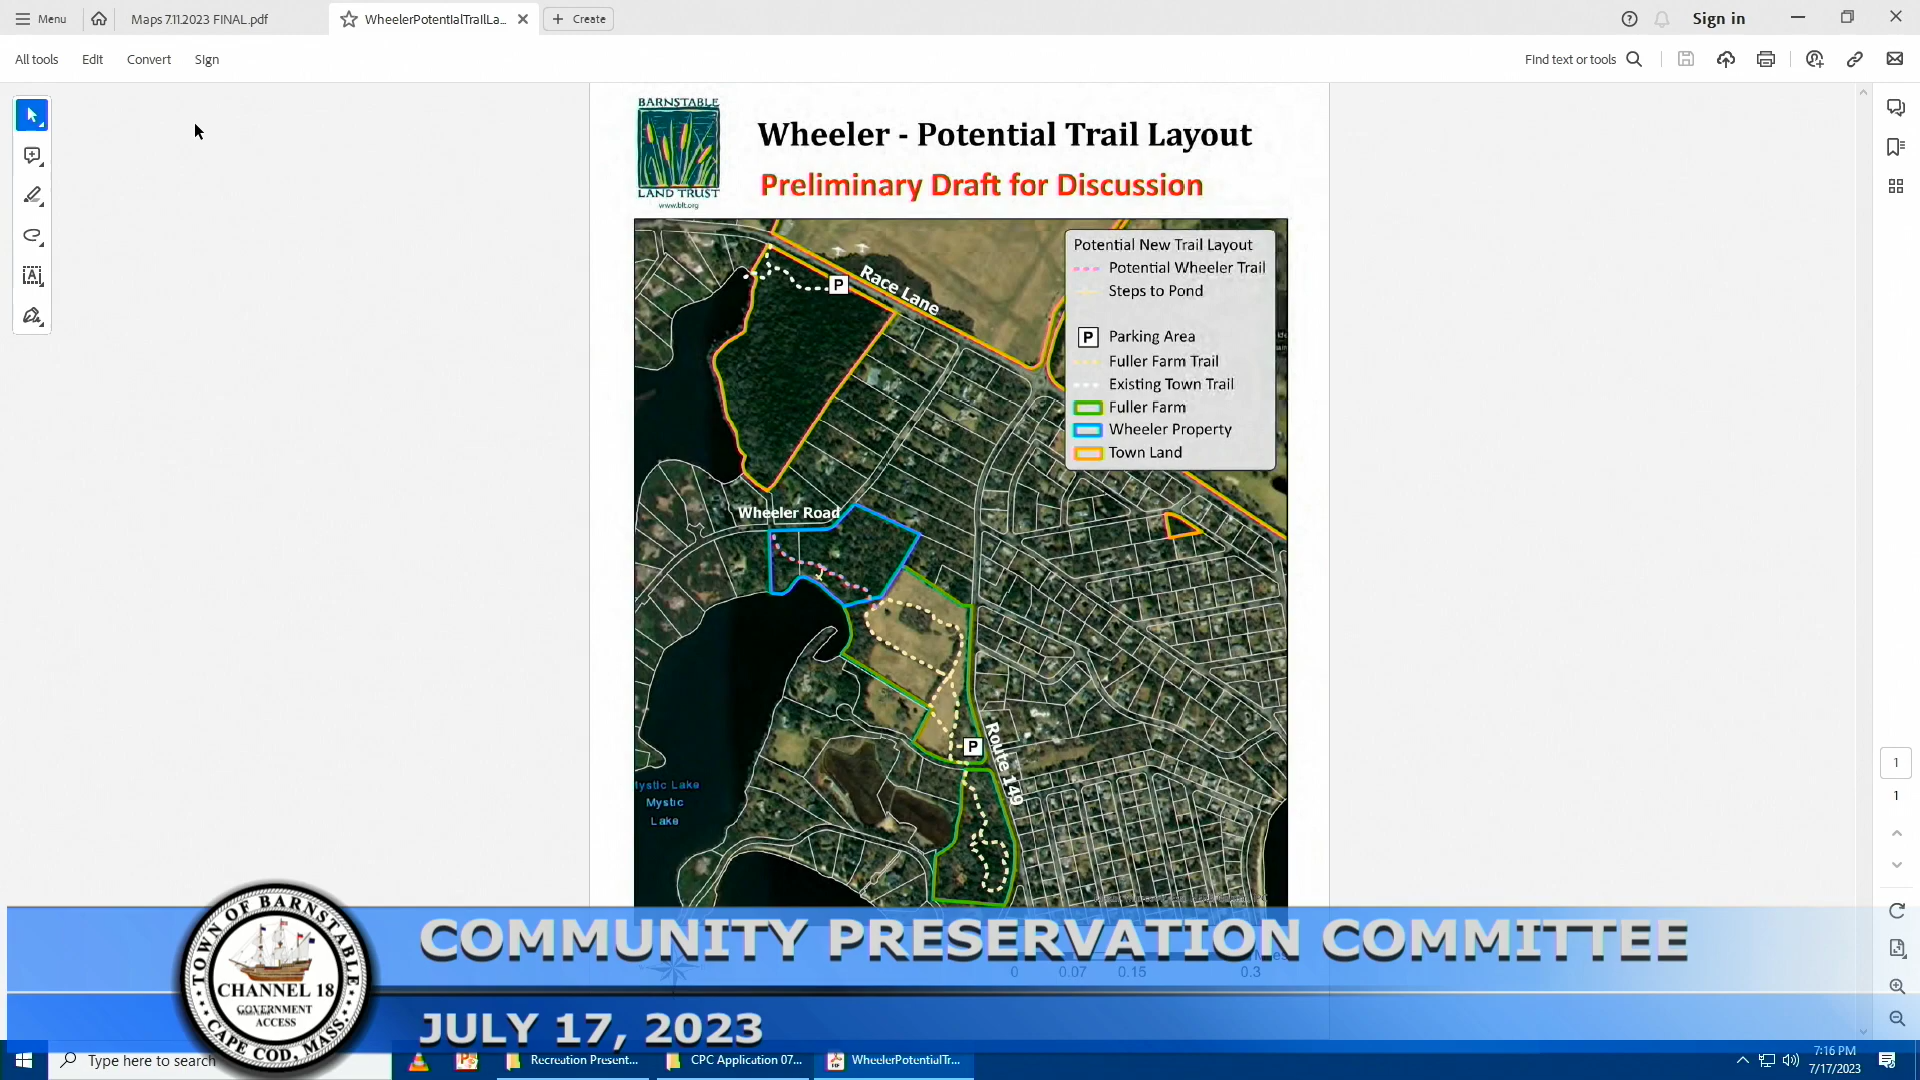 Menu
Maps 7.11.2023 FINAL.pdf
WheelerPotentialTrailLa...
Create
Sign in
All tools
Edit
Convert
Sign
Find text or tools
BARNSTABLE
LAND TRUST
www.blt.org
Wheeler - Potential Trail Layout
Preliminary Draft for Discussion
Potential New Trail Layout
Potential Wheeler Trail
Steps to Pond
P Parking Area
Fuller Farm Trail
Existing Town Trail
Fuller Farm
Wheeler Property
Town Land
P
Race Lane
Wheeler Road
P
Route 149
Mystic Lake
Mystic
Lake
1
1
TOWN OF BARNSTABLE
CHANNEL 18
GOVERNMENT
ACCESS
CAPE COD, MASS.
COMMUNITY PRESERVATION COMMITTEE
0 0.07 0.15 0.3
JULY 17, 2023
Type here to search
Recreation Present...
CPC Application 07...
WheelerPotentialTr...
7:16 PM
7/17/2023